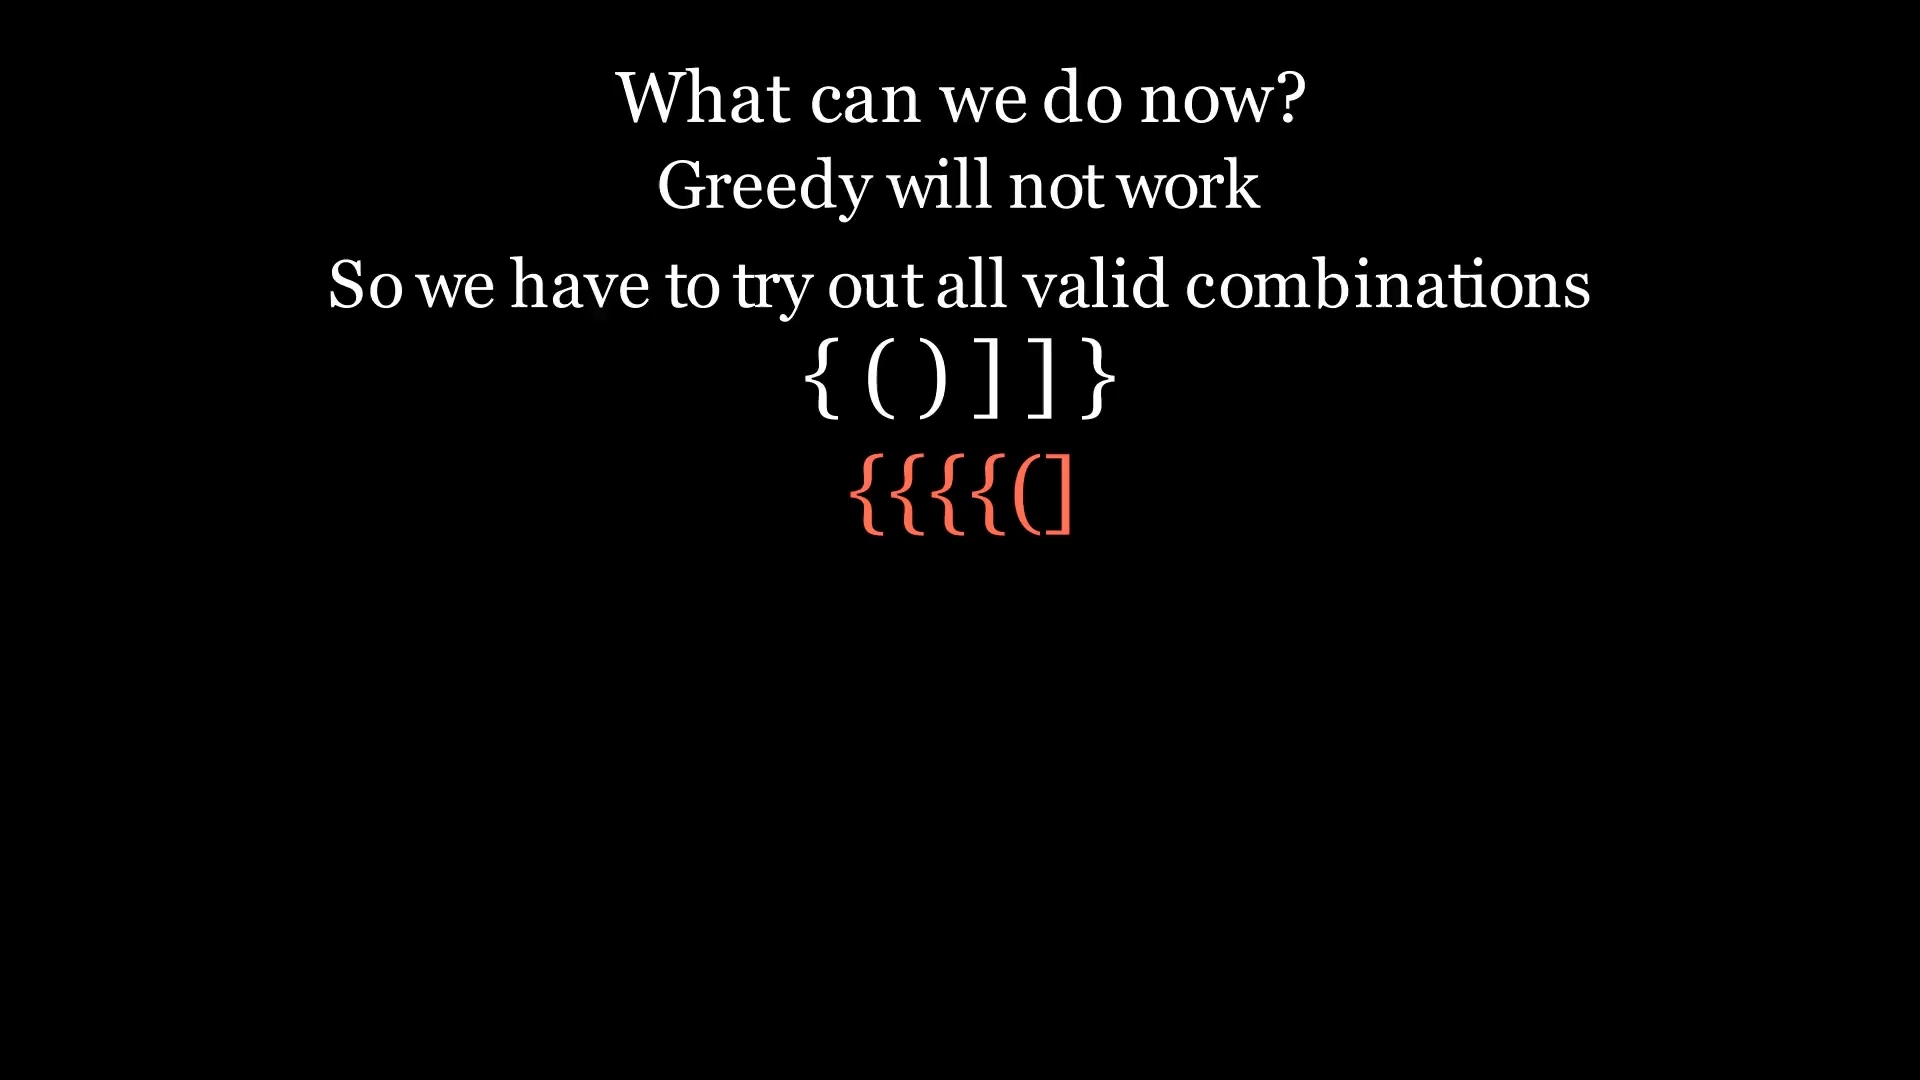 What can we do now?
Greedy will not work
So we have to try out all valid combinations
{ ( ) ] ] }
{{{{(]